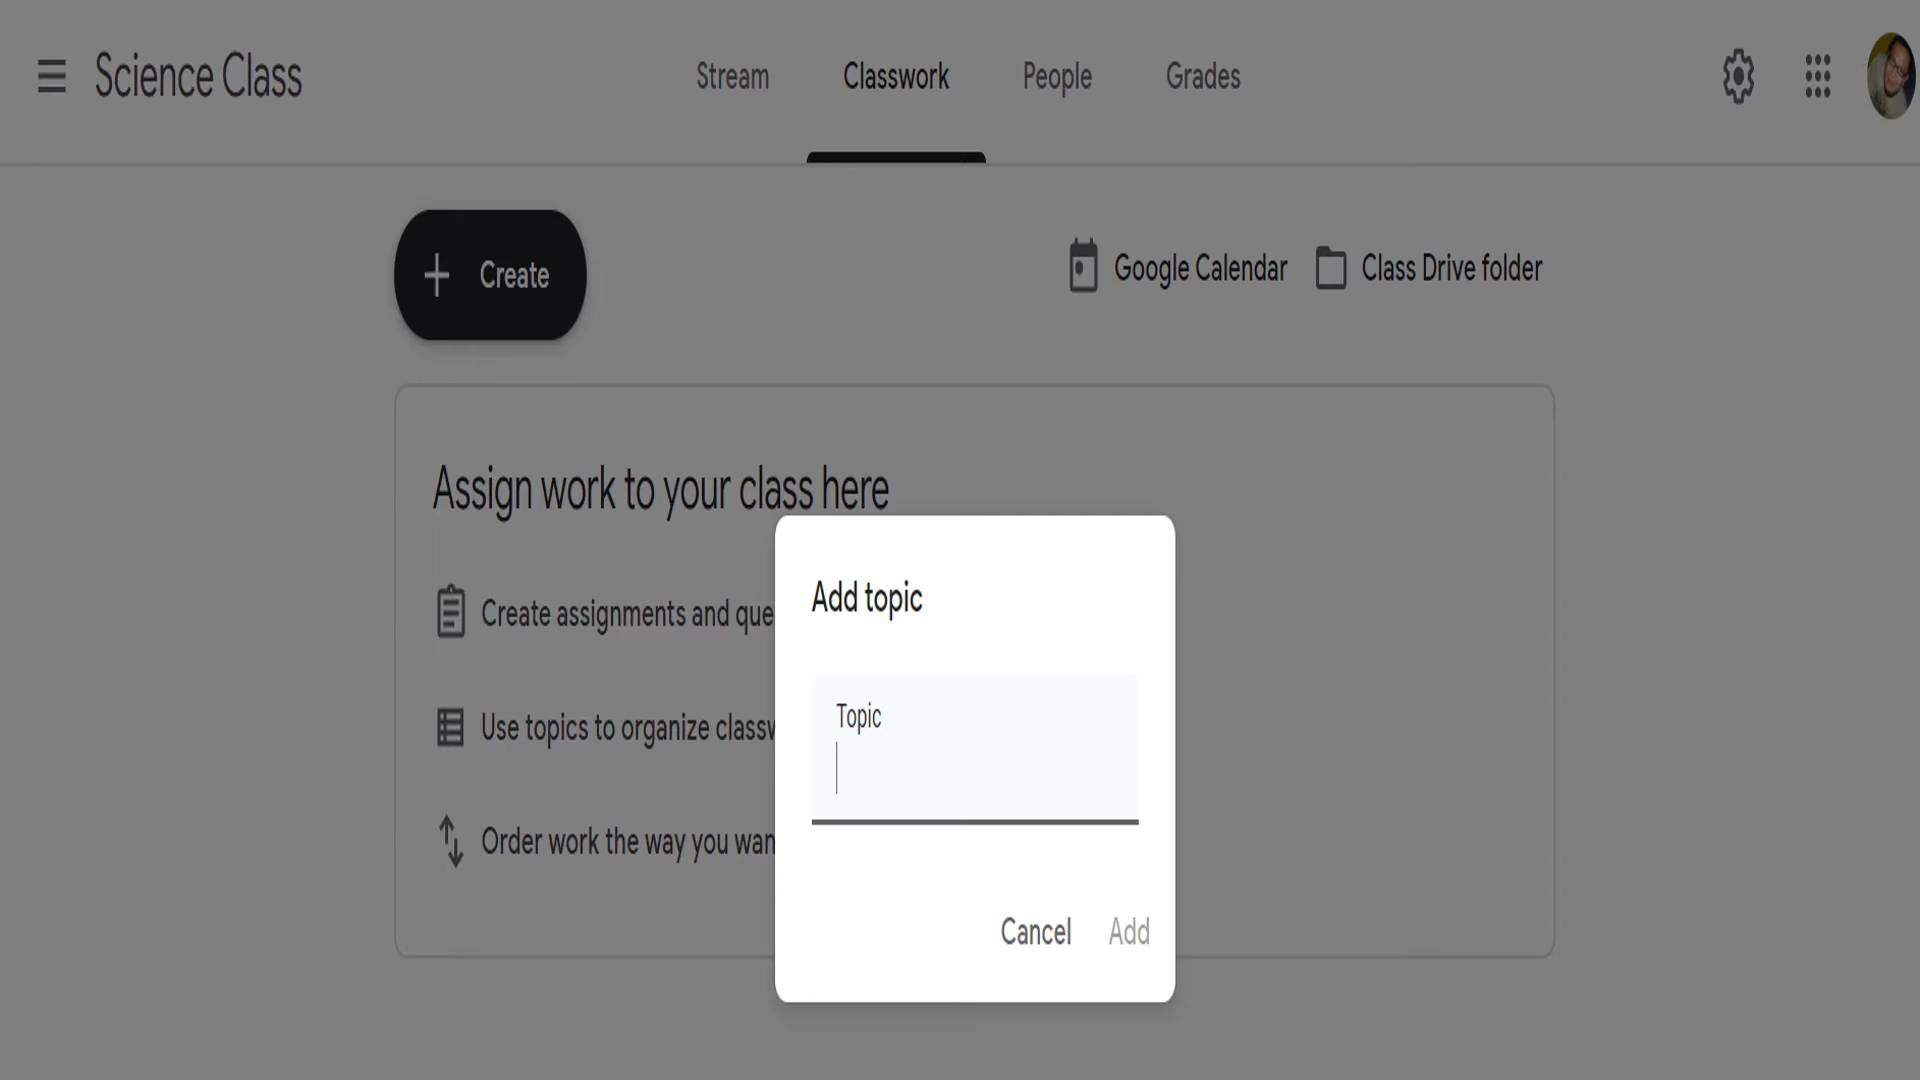 Science Class
Stream
Classwork
People
Grades
Create
Google Calendar
Class Drive folder
Assign work to your class here
Create assignments and que
Use topics to organize classw
Order work the way you wan
Add topic
Topic
Cancel
Add